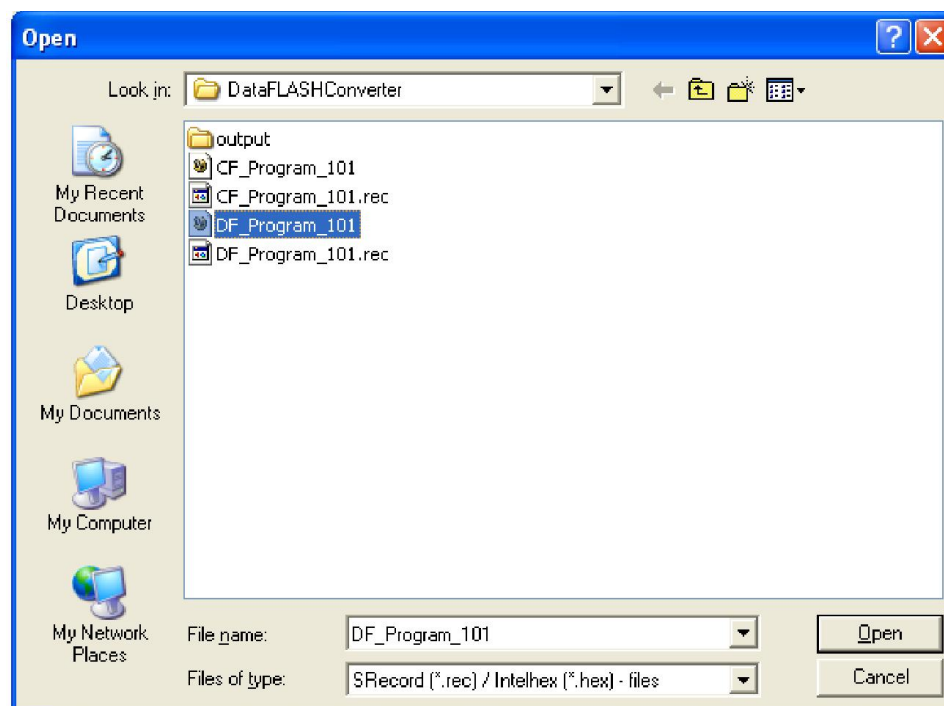 Open
Look in:
DataFLASHConverter
My Recent
Documents
Desktop
My Documents
My Computer
My Network
Places
output
CF_Program_101
CF_Program_101.rec
DF_Program_101
DF_Program_101.rec
File name:
DF_Program_101
Open
Files of type:
SRecord (*.rec) / Intelhex (*.hex) - files
Cancel